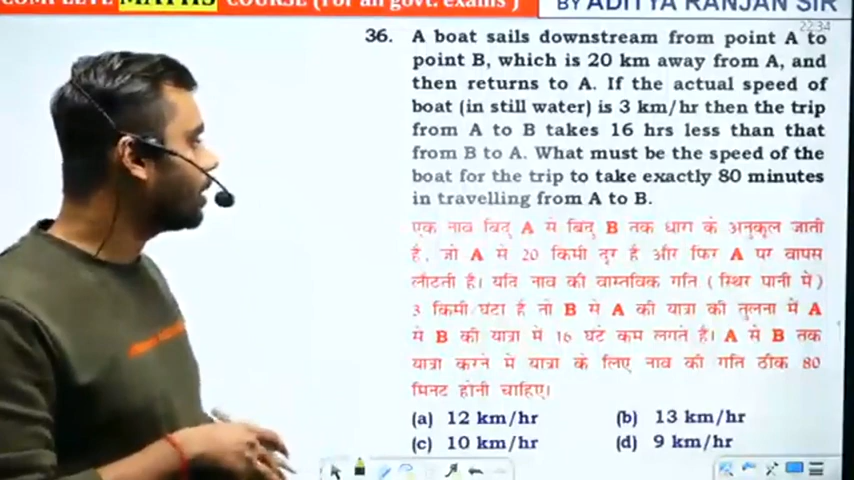 COMPLETE MATHS COURSE (For all govt. exams )
BY ADITYA RANJAN SIR
22:34
36. A boat sails downstream from point A to
point B, which is 20 km away from A, and
then returns to A. If the actual speed of
boat (in still water) is 3 km/hr then the trip
from A to B takes 16 hrs less than that
from B to A. What must be the speed of the
boat for the trip to take exactly 80 minutes
in travelling from A to B.
एक नाव बिंदु A से बिंदु B तक धारा के अनुकूल जाती
है, जो A से 20 किमी दूर है और फिर A पर वापस
लौटती है। यदि नाव की वास्तविक गति (स्थिर पानी में)
3 किमी घंटा है तो B से A की यात्रा की तुलना में A
से B की यात्रा में 16 घंटे कम लगते हैं। A से B तक
यात्रा करने में यात्रा के लिए नाव की गति ठीक 80
मिनट होनी चाहिए।
(a) 12 km/hr (b) 13 km/hr
(c) 10 km/hr (d) 9 km/hr